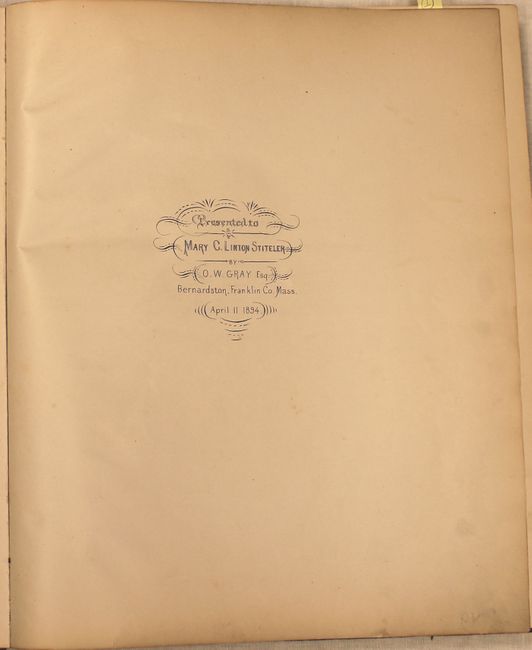 Presented to
MARY C. LINTON STITELER
BY
O. W. GRAY Esq.
Bernardston, Franklin Co. Mass.
April 11 1894